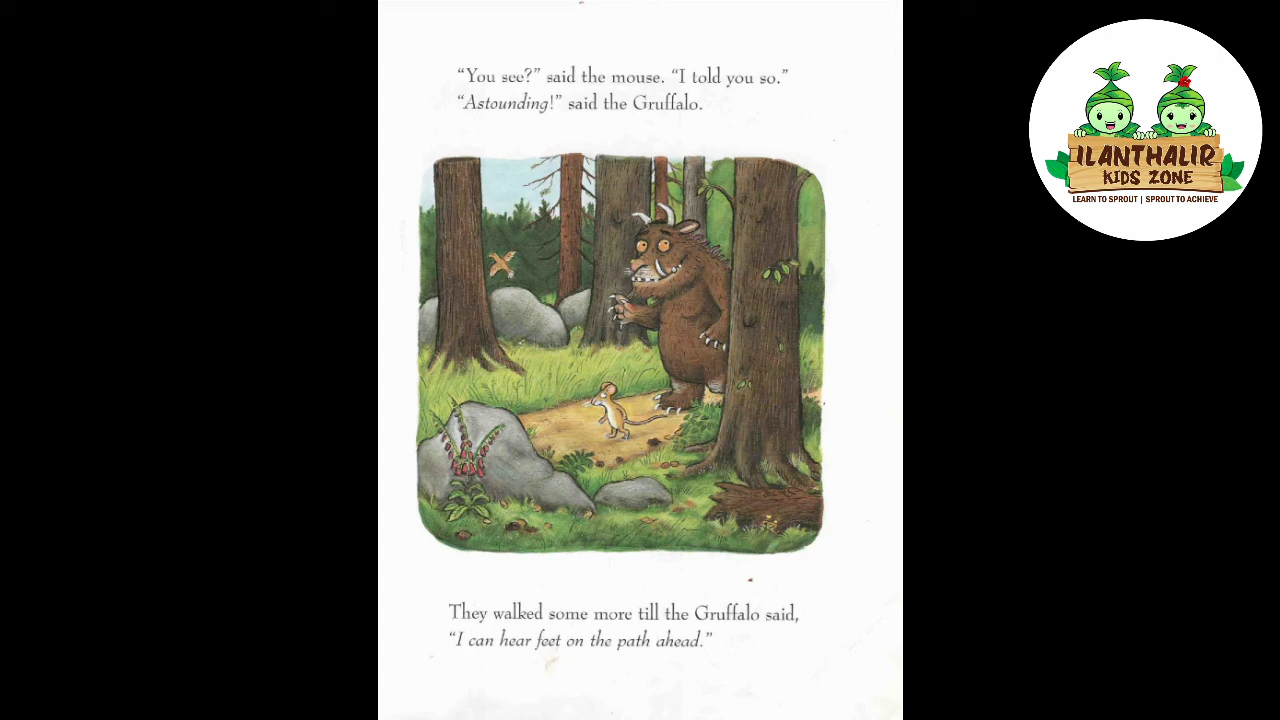 “You see?” said the mouse. “I told you so.”
“Astounding!” said the Gruffalo.
They walked some more till the Gruffalo said,
“I can hear feet on the path ahead.”
ILANTHALIR
KIDS ZONE
LEARN TO SPROUT | SPROUT TO ACHIEVE